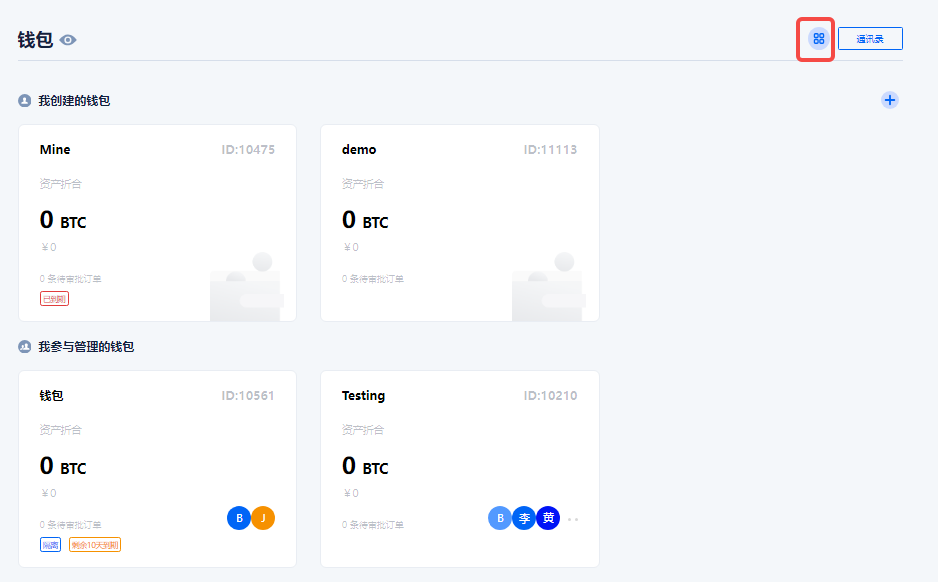 钱包
通讯录
我创建的钱包
Mine ID:10475
资产折合
0 BTC
￥0
0 条待审批订单
已到期
demo ID:11113
资产折合
0 BTC
￥0
0 条待审批订单
我参与管理的钱包
钱包 ID:10561
资产折合
0 BTC
￥0
0 条待审批订单
B J
隔离 剩余10天到期
Testing ID:10210
资产折合
0 BTC
￥0
0 条待审批订单
B 李 黄